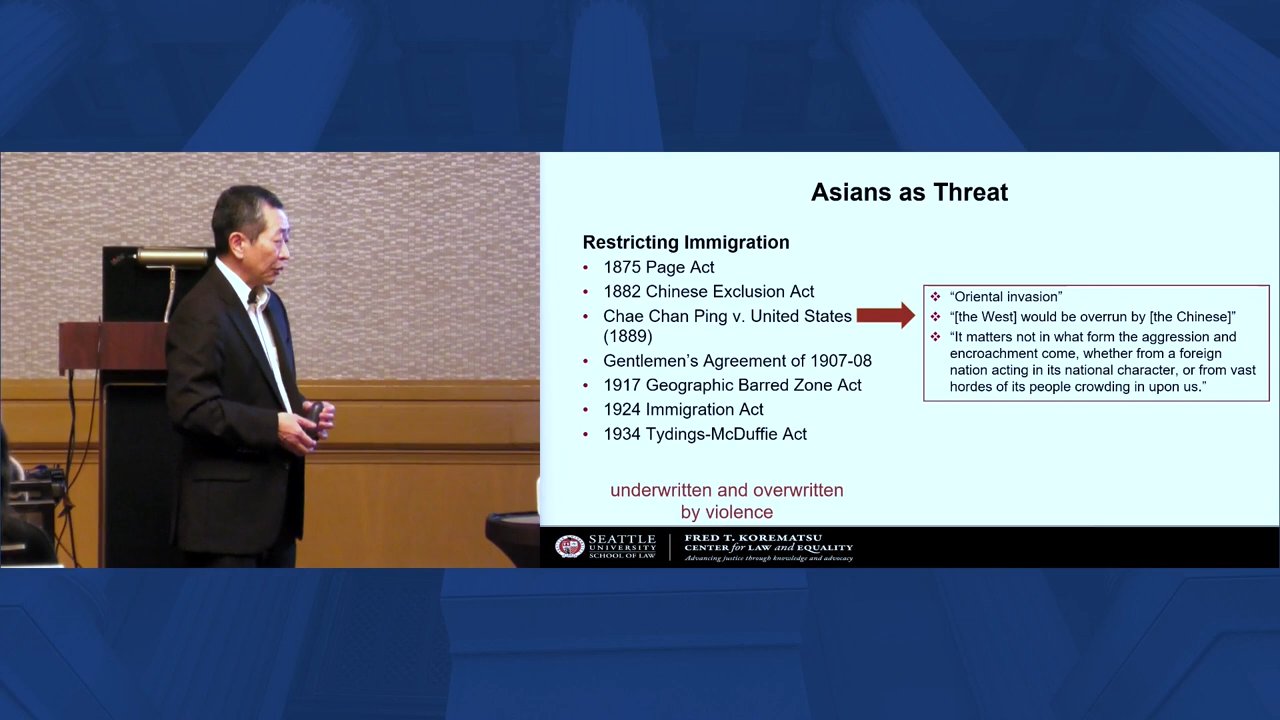 Asians as Threat
Restricting Immigration
• 1875 Page Act
• 1882 Chinese Exclusion Act
• Chae Chan Ping v. United States
(1889)
• Gentlemen's Agreement of 1907-08
• 1917 Geographic Barred Zone Act
• 1924 Immigration Act
• 1934 Tydings-McDuffie Act
❖ “Oriental invasion”
❖ “[the West] would be overrun by [the Chinese]”
❖ “It matters not in what form the aggression and
encroachment come, whether from a foreign
nation acting in its national character, or from vast
hordes of its people crowding in upon us.”
underwritten and overwritten
by violence
SEATTLE
UNIVERSITY
SCHOOL OF LAW
FRED T. KOREMATSU
CENTER for LAW and EQUALITY
Advancing justice through knowledge and advocacy